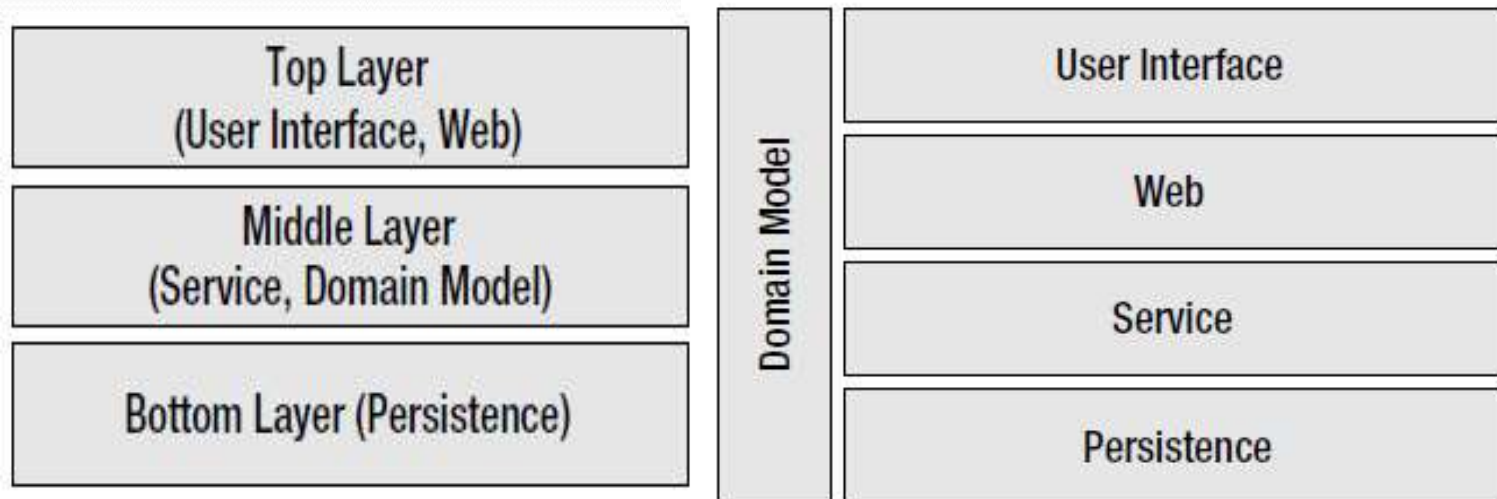 Top Layer
(User Interface, Web)
Middle Layer
(Service, Domain Model)
Bottom Layer (Persistence)
Domain Model
User Interface
Web
Service
Persistence